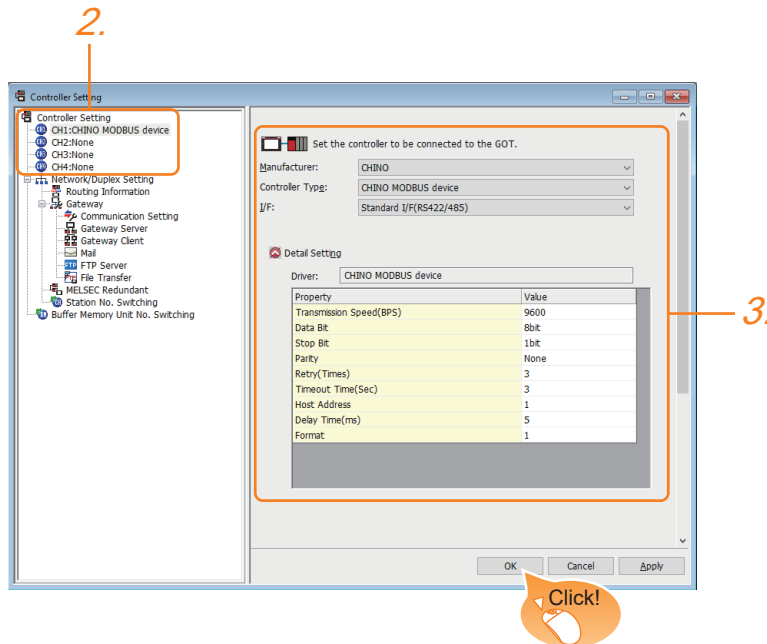 2.
Controller Setting
Controller Setting
CH1:CHINO MODBUS device
CH2:None
CH3:None
CH4:None
Network/Duplex Setting
Routing Information
Gateway
Communication Setting
Gateway Server
Gateway Client
Mail
FTP Server
File Transfer
MELSEC Redundant
Station No. Switching
Buffer Memory Unit No. Switching
Set the controller to be connected to the GOT.
Manufacturer: CHINO
Controller Type: CHINO MODBUS device
I/F: Standard I/F(RS422/485)
Detail Setting
Driver: CHINO MODBUS device
Property Value
Transmission Speed(BPS) 9600
Data Bit 8bit
Stop Bit 1bit
Parity None
Retry(Times) 3
Timeout Time(Sec) 3
Host Address 1
Delay Time(ms) 5
Format 1
3.
OK Cancel Apply
Click!